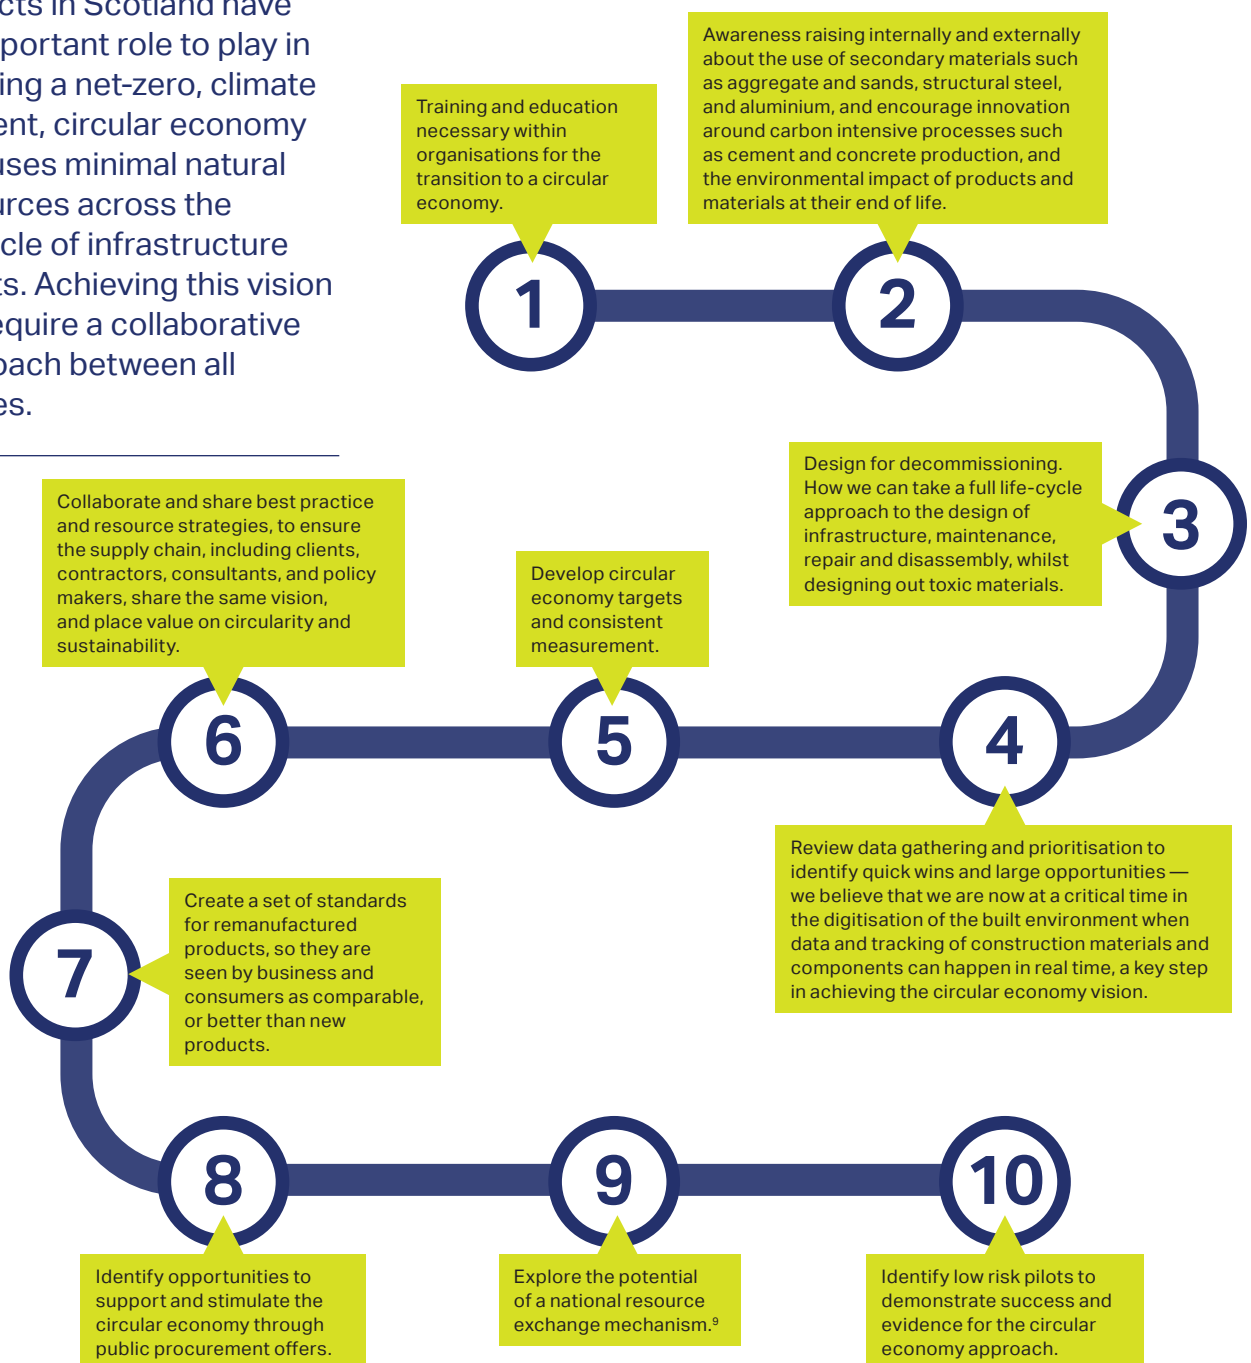 cts in Scotland have
portant role to play in
ing a net-zero, climate
ent, circular economy
uses minimal natural
urces across the
cle of infrastructure
ts. Achieving this vision
equire a collaborative
oach between all
es.
Training and education
necessary within
organisations for the
transition to a circular
economy.
1
Awareness raising internally and externally
about the use of secondary materials such
as aggregate and sands, structural steel,
and aluminium, and encourage innovation
around carbon intensive processes such
as cement and concrete production, and
the environmental impact of products and
materials at their end of life.
2
Design for decommissioning.
How we can take a full life-cycle
approach to the design of
infrastructure, maintenance,
repair and disassembly, whilst
designing out toxic materials.
3
4
Review data gathering and prioritisation to
identify quick wins and large opportunities —
we believe that we are now at a critical time in
the digitisation of the built environment when
data and tracking of construction materials and
components can happen in real time, a key step
in achieving the circular economy vision.
Develop circular
economy targets
and consistent
measurement.
5
Collaborate and share best practice
and resource strategies, to ensure
the supply chain, including clients,
contractors, consultants, and policy
makers, share the same vision,
and place value on circularity and
sustainability.
6
7
Create a set of standards
for remanufactured
products, so they are
seen by business and
consumers as comparable,
or better than new
products.
8
Identify opportunities to
support and stimulate the
circular economy through
public procurement offers.
9
Explore the potential
of a national resource
exchange mechanism.⁹
10
Identify low risk pilots to
demonstrate success and
evidence for the circular
economy approach.